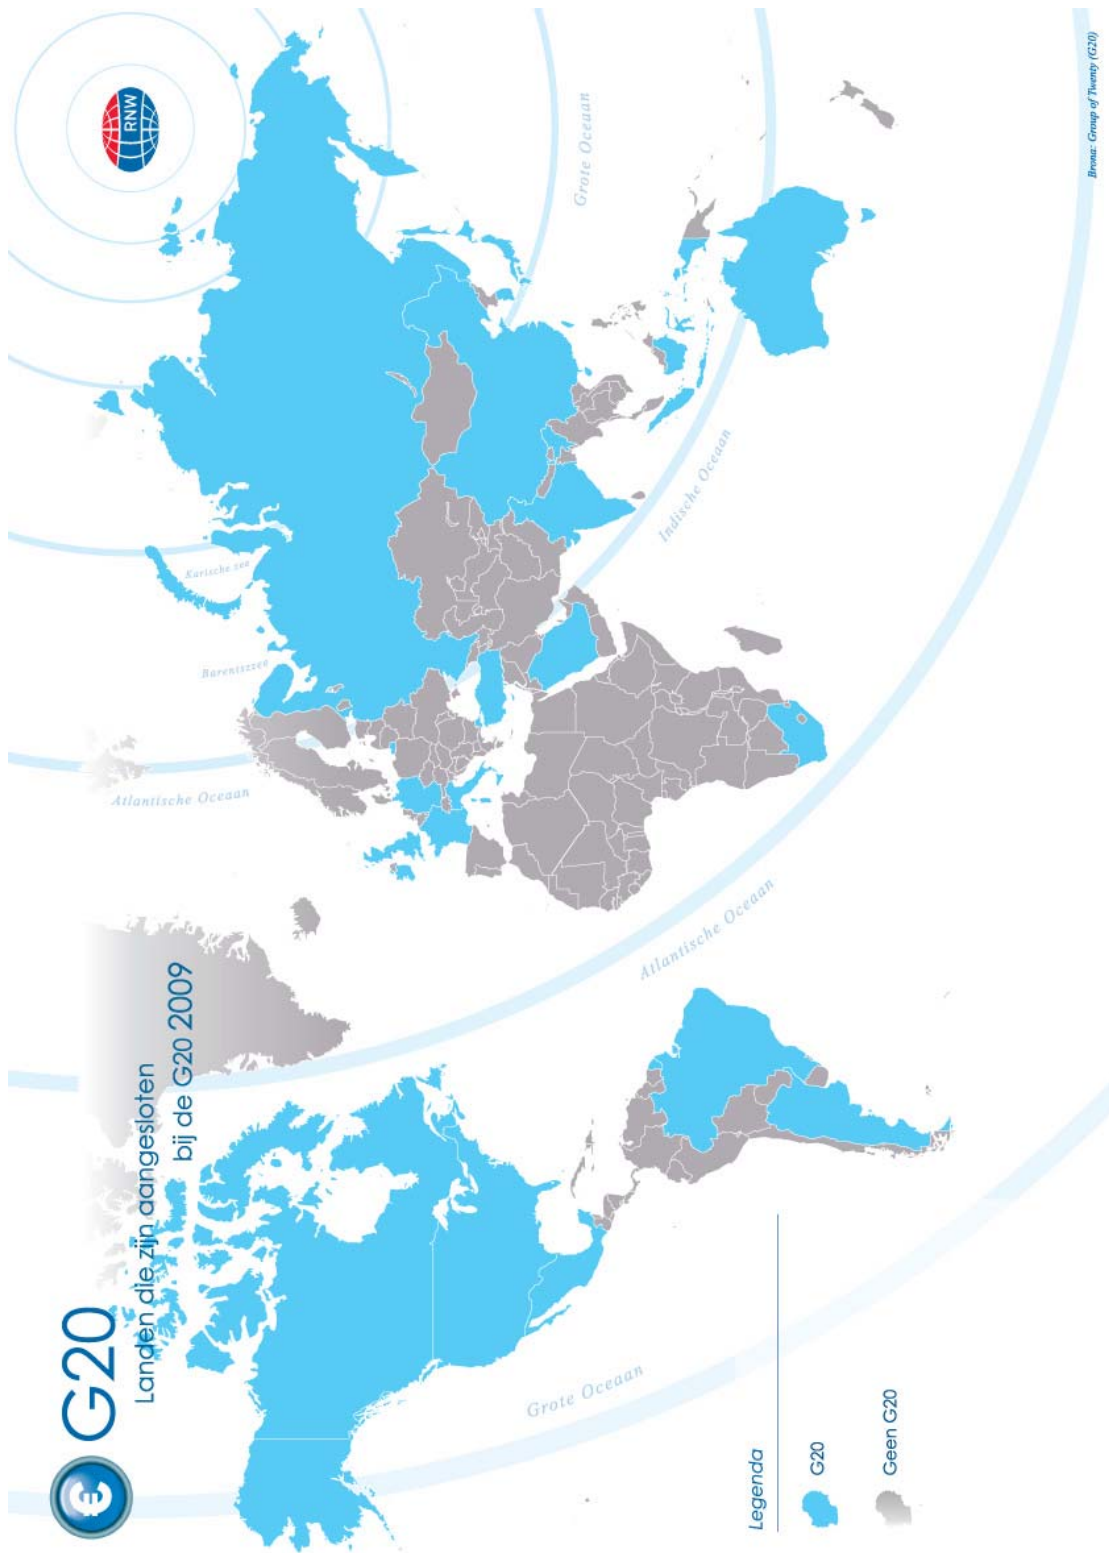 G20
Landen die zijn aangesloten
bij de G20 2009
RNW
Karische zee
Barentszzee
Atlantische Oceaan
Grote Oceaan
Indische Oceaan
Atlantische Oceaan
Grote Oceaan
Legenda
G20
Geen G20
Brona: Group of Twenty (G20)